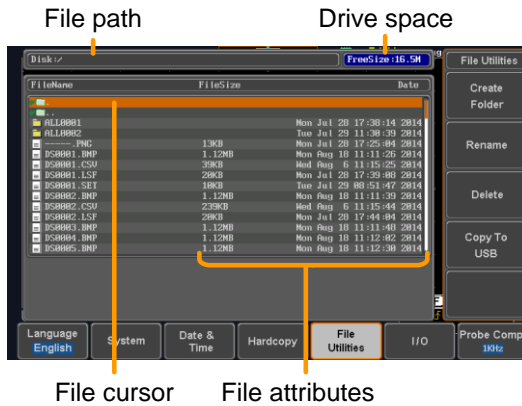 File path Drive space
Disk:/ FreeSize:16.5M File Utilities
FileName FileSize Date
.
..
ALL0001 Mon Jul 28 17:38:14 2014
ALL0002 Tue Jul 29 11:30:39 2014
-----.PNG 13KB Mon Jul 28 17:25:04 2014
DS0001.BMP 1.12MB Mon Aug 18 11:11:26 2014
DS0001.CSV 39KB Wed Aug 6 11:15:25 2014
DS0001.LSF 20KB Mon Jul 28 17:39:08 2014
DS0001.SET 10KB Tue Jul 29 08:51:47 2014
DS0002.BMP 1.12MB Mon Aug 18 11:11:39 2014
DS0002.CSV 239KB Wed Aug 6 11:15:44 2014
DS0002.LSF 20KB Mon Jul 28 17:44:04 2014
DS0003.BMP 1.12MB Mon Aug 18 11:11:48 2014
DS0004.BMP 1.12MB Mon Aug 18 11:12:02 2014
DS0005.BMP 1.12MB Mon Aug 18 11:12:30 2014
Create
Folder
Rename
Delete
Copy To
USB
Language
English
System
Date &
Time
Hardcopy
File
Utilities
I/O
Probe Comp
1KHz
File cursor File attributes